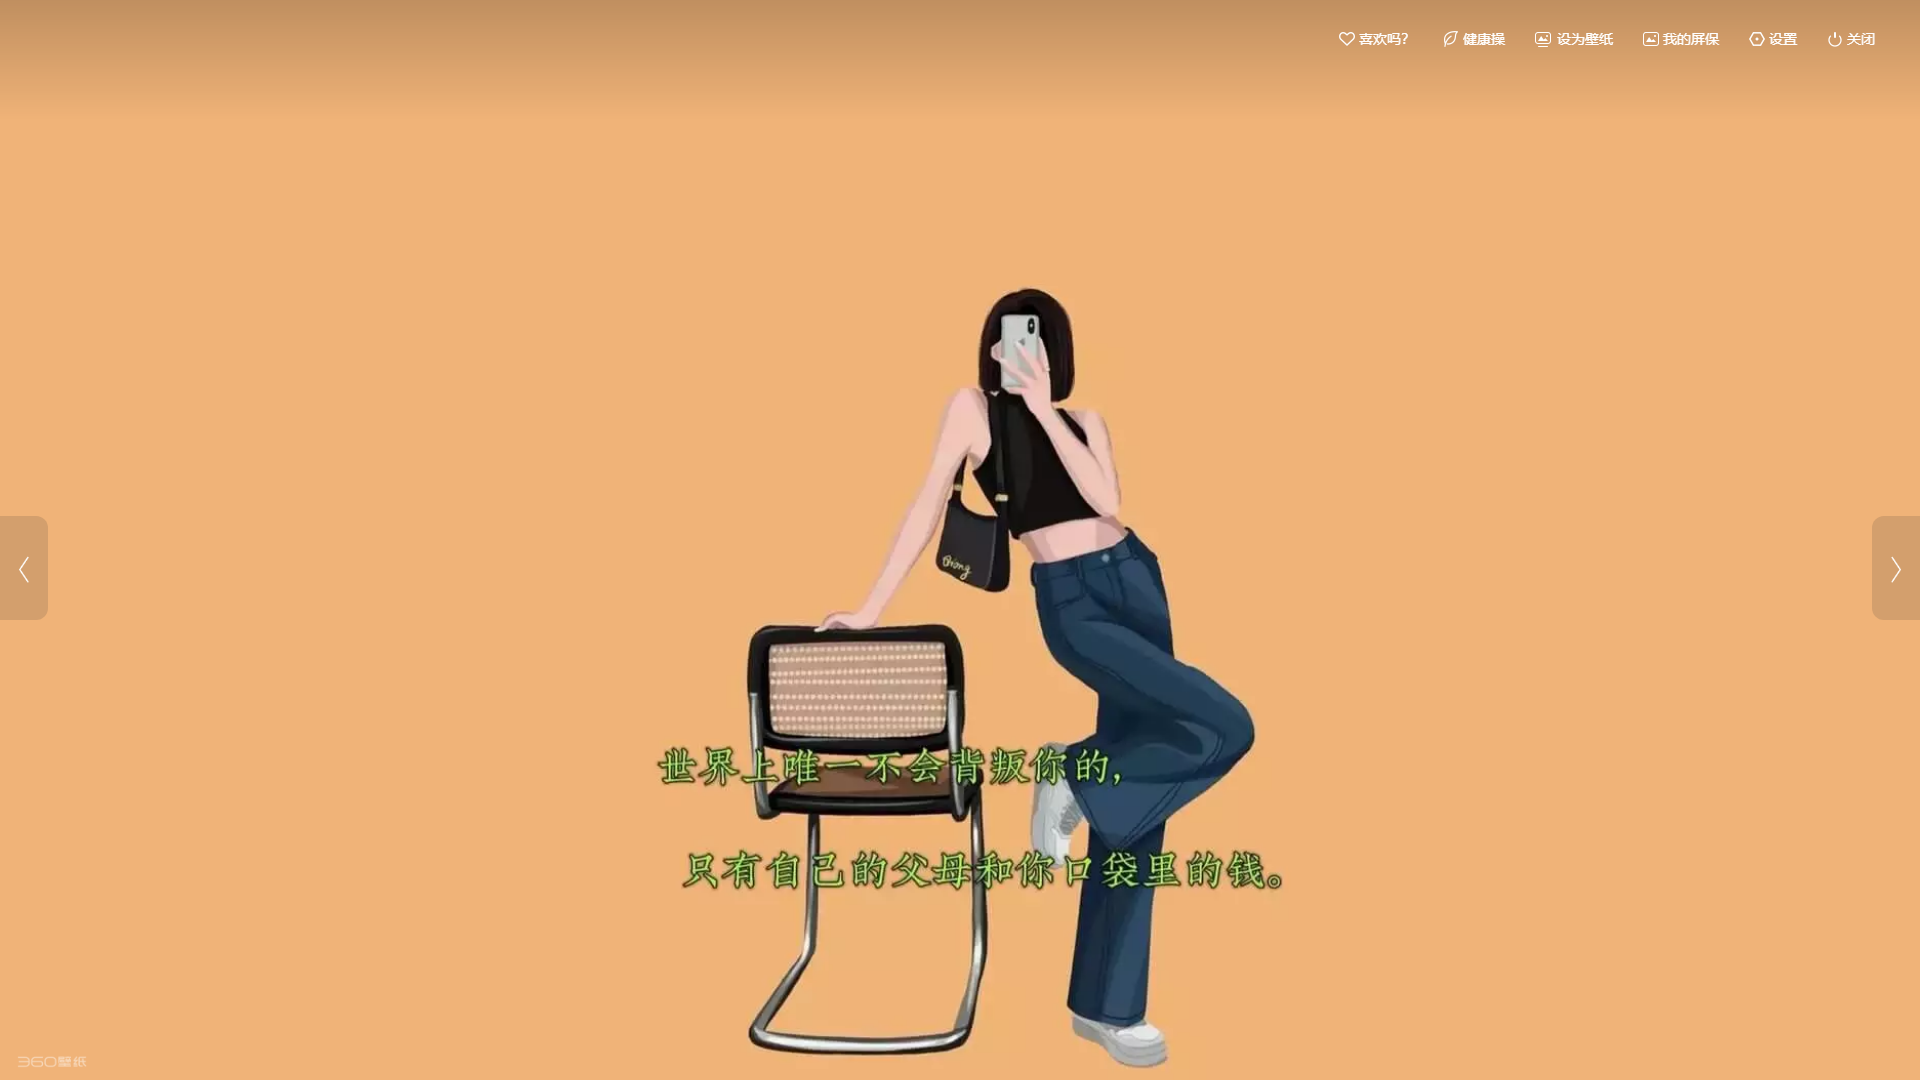 喜欢吗? 健康操 设为壁纸 我的屏保 设置 关闭
Biong
世界上唯一不会背叛你的,
只有自己的父母和你口袋里的钱。
360壁纸